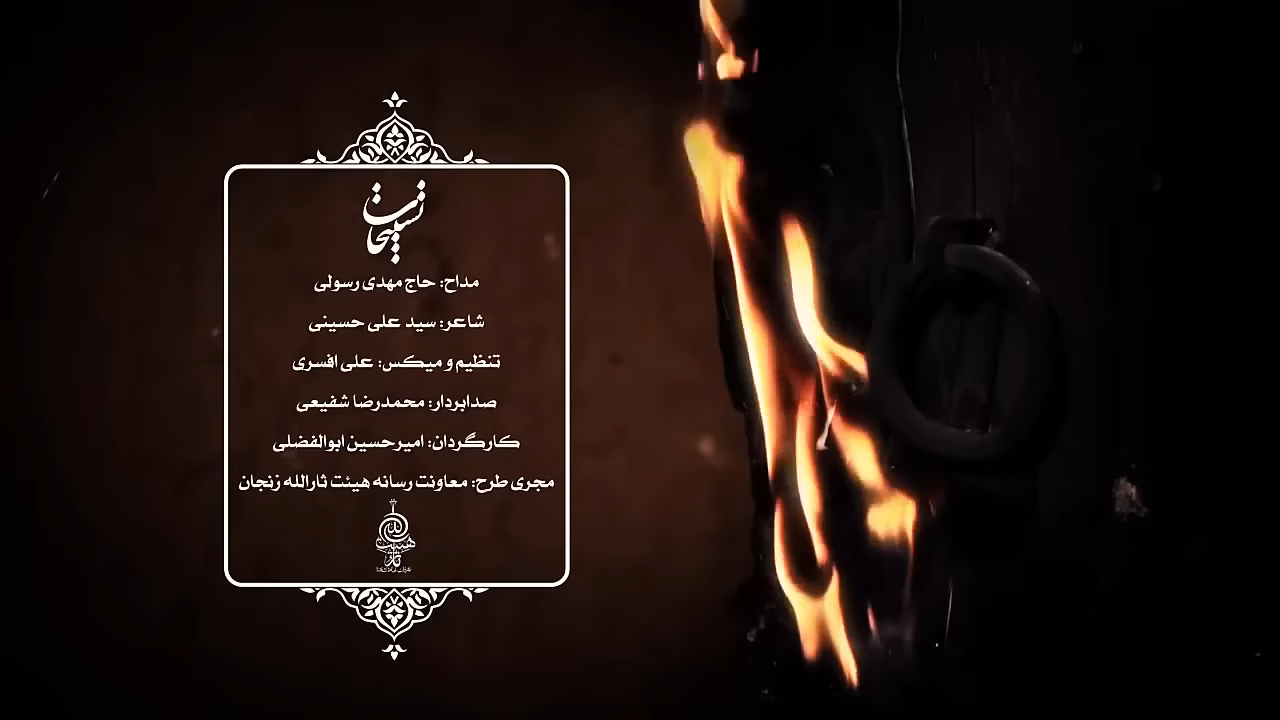 تسبیحات
مداح: حاج مهدی رسولی
شاعر: سید علی حسینی
تنظیم و میکس: علی افسری
صدابردار: محمدرضا شفیعی
کارگردان: امیرحسین ابوالفضلی
مجری طرح: معاونت رسانه هیئت ثارالله زنجان